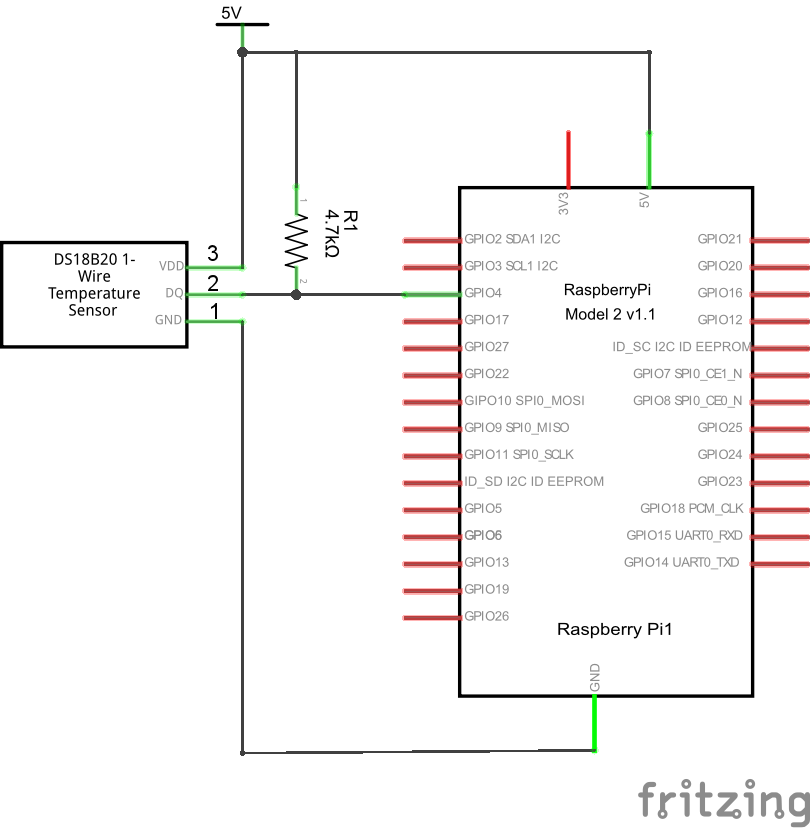 5V
3V3
5V
R1
4.7kΩ
1
2
DS18B20 1-
Wire
Temperature
Sensor
VDD
DQ
GND
3
2
1
GPIO2 SDA1 I2C
GPIO3 SCL1 I2C
GPIO4
GPIO17
GPIO27
GPIO22
GIPO10 SPI0_MOSI
GPIO9 SPI0_MISO
GPIO11 SPI0_SCLK
ID_SD I2C ID EEPROM
GPIO5
GPIO6
GPIO13
GPIO19
GPIO26
RaspberryPi
Model 2 v1.1
GPIO21
GPIO20
GPIO16
GPIO12
ID_SC I2C ID EEPROM
GPIO7 SPI0_CE1_N
GPIO8 SPI0_CE0_N
GPIO25
GPIO24
GPIO23
GPIO18 PCM_CLK
GPIO15 UART0_RXD
GPIO14 UART0_TXD
Raspberry Pi1
GND
fritzing